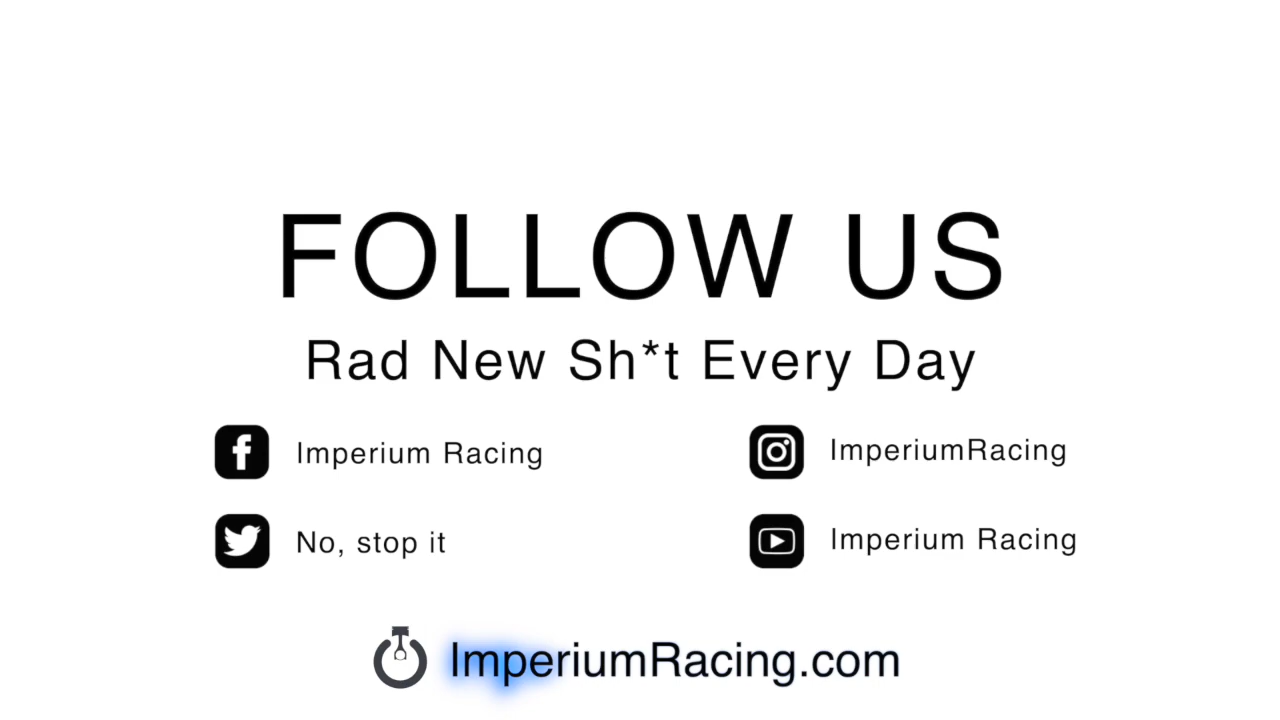 FOLLOW US
Rad New Sh*t Every Day
Imperium Racing
ImperiumRacing
No, stop it
Imperium Racing
ImperiumRacing.com